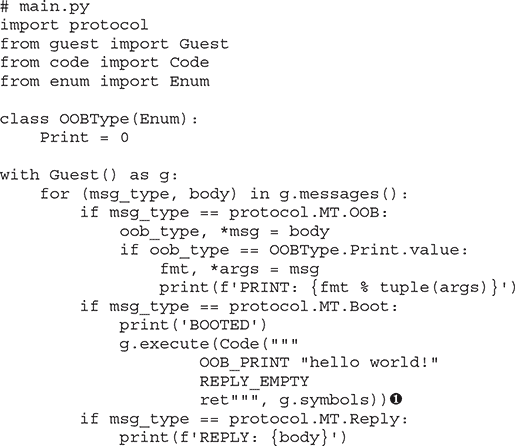 # main.py
import protocol
from guest import Guest
from code import Code
from enum import Enum

class OOBType(Enum):
    Print = 0

with Guest() as g:
    for (msg_type, body) in g.messages():
        if msg_type == protocol.MT.OOB:
            oob_type, *msg = body
            if oob_type == OOBType.Print.value:
                fmt, *args = msg
                print(f'PRINT: {fmt % tuple(args)}')
        if msg_type == protocol.MT.Boot:
            print('BOOTED')
            g.execute(Code("""
                    OOB_PRINT "hello world!"
                    REPLY_EMPTY
                    ret""", g.symbols))❶
        if msg_type == protocol.MT.Reply:
            print(f'REPLY: {body}')